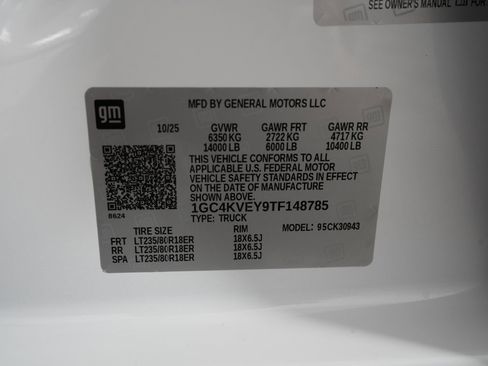 SEE OWNER'S MANUAL
gm
MFD BY GENERAL MOTORS LLC
10/25 GVWR GAWR FRT GAWR RR
6350 KG 2722 KG 4717 KG
14000 LB 6000 LB 10400 LB
THIS VEHICLE CONFORMS TO ALL
APPLICABLE U.S. FEDERAL MOTOR
VEHICLE SAFETY STANDARDS IN EFFECT
ON THE DATE OF MANUFACTURE
SHOWN ABOVE.
1GC4KVEY9TF148785
TYPE: TRUCK
8624
MODEL: 95CK30943
TIRE SIZE RIM
FRT LT235/80R18ER 18X6.5J
RR LT235/80R18ER 18X6.5J
SPA LT235/80R18ER 18X6.5J